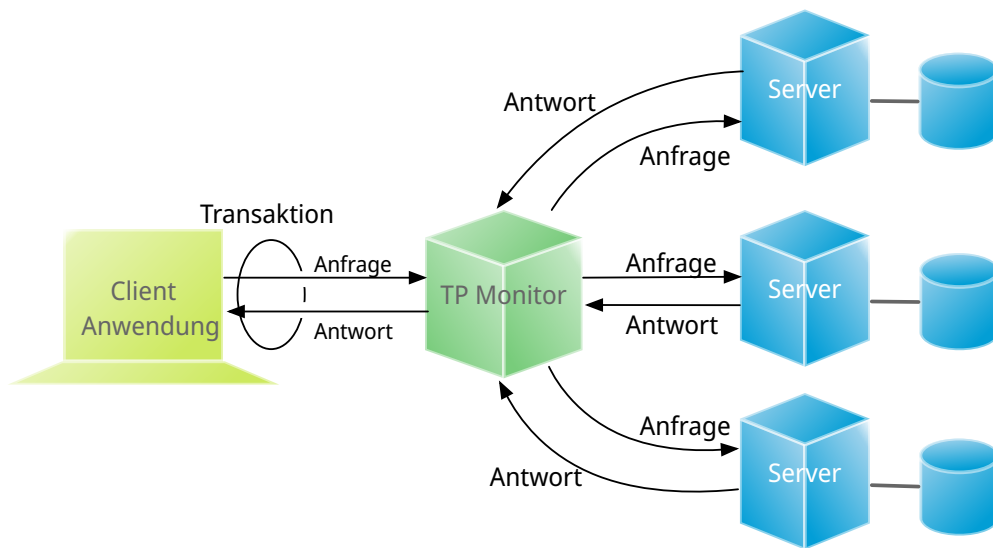 Server
Antwort
Anfrage
Transaktion
Anfrage
Client
Anwendung
Antwort
TP Monitor
Anfrage
Antwort
Server
Anfrage
Antwort
Server